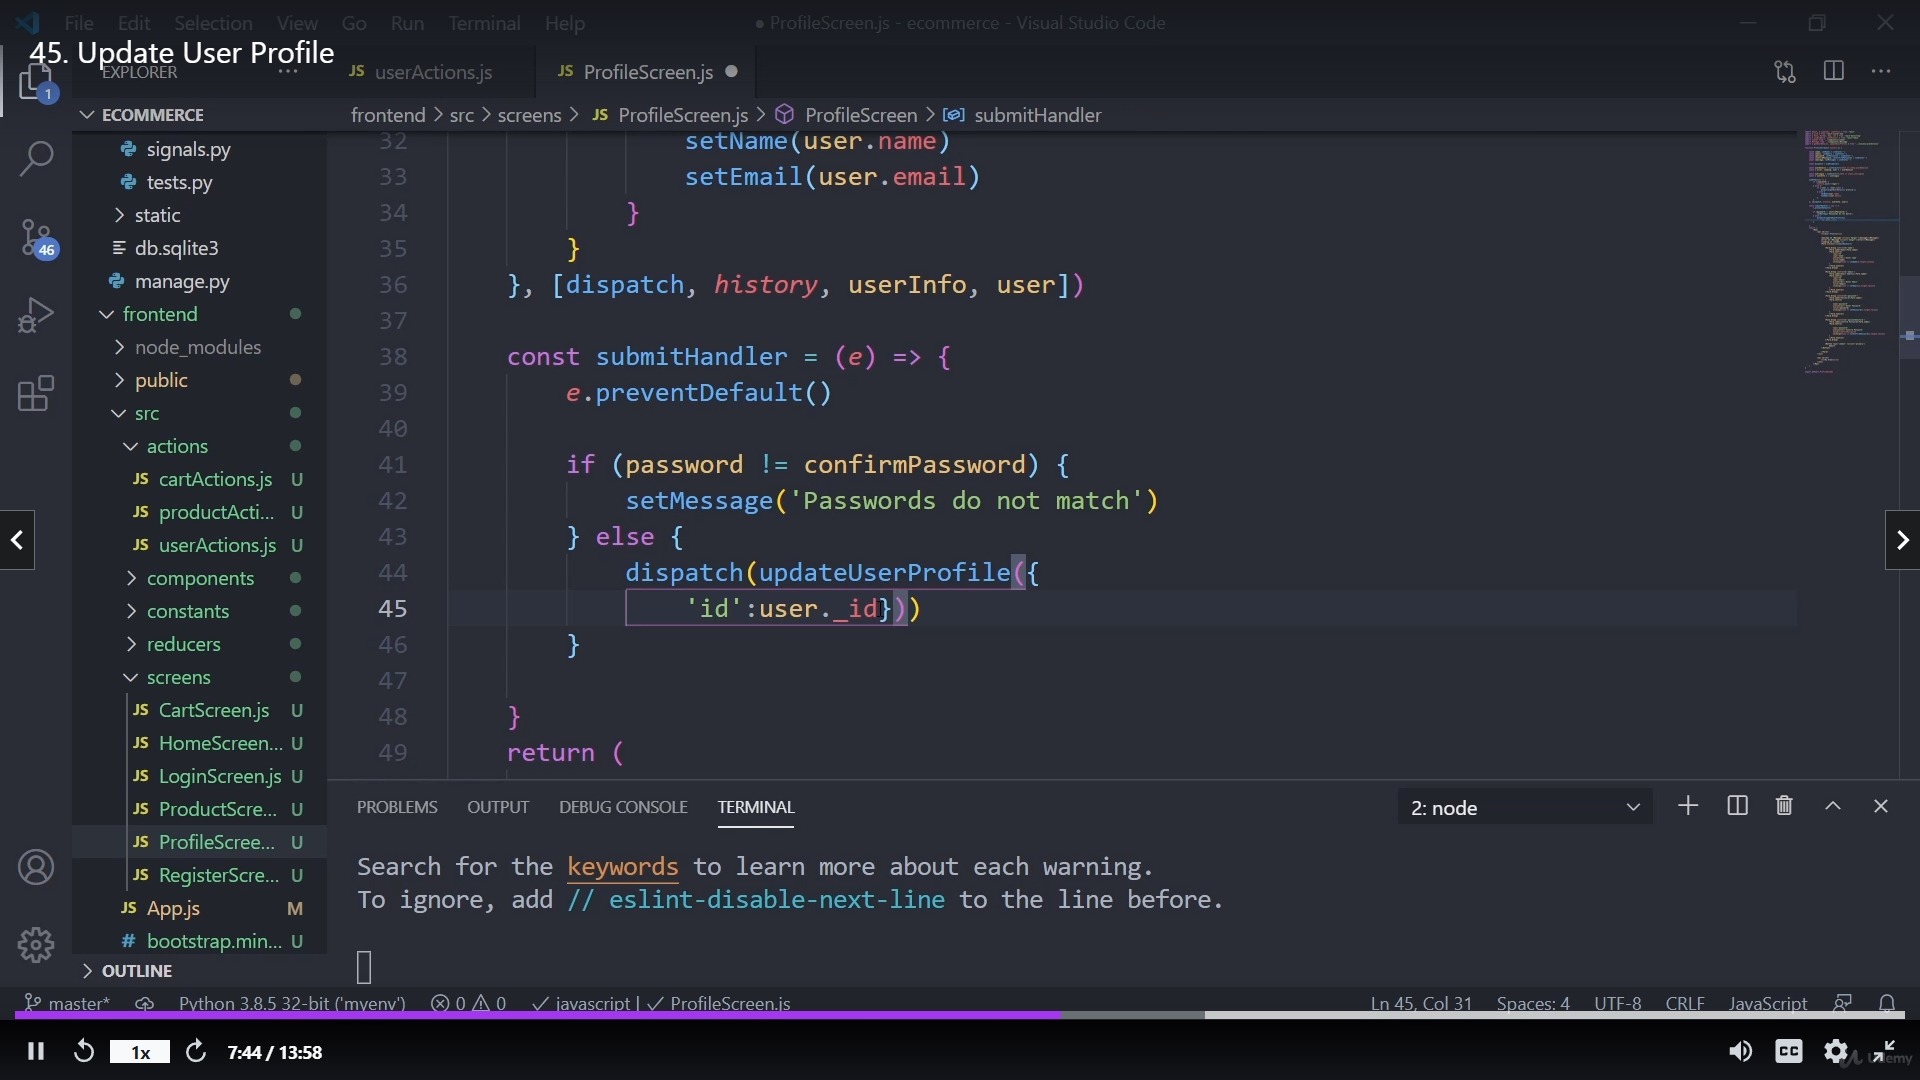 File Edit Selection View Go Run Terminal Help
● ProfileScreen.js - ecommerce - Visual Studio Code
45. Update User Profile
EXPLORER
JS userActions.js
JS ProfileScreen.js
1
ECOMMERCE
signals.py
tests.py
static
db.sqlite3
46
manage.py
frontend
node_modules
public
src
actions
JS cartActions.js U
JS productActi... U
JS userActions.js U
components
constants
reducers
screens
JS CartScreen.js U
JS HomeScreen... U
JS LoginScreen.js U
JS ProductScre... U
JS ProfileScree... U
JS RegisterScre... U
JS App.js M
# bootstrap.min... U
OUTLINE
frontend > src > screens > JS ProfileScreen.js > ProfileScreen > submitHandler
32 setName(user.name)
33 setEmail(user.email)
34 }
35 }
36 }, [dispatch, history, userInfo, user])
37
38 const submitHandler = (e) => {
39 e.preventDefault()
40
41 if (password != confirmPassword) {
42 setMessage('Passwords do not match')
43 } else {
44 dispatch(updateUserProfile({
45 'id':user._id}))
46 }
47
48 }
49 return (
PROBLEMS OUTPUT DEBUG CONSOLE TERMINAL
2: node
Search for the keywords to learn more about each warning.
To ignore, add // eslint-disable-next-line to the line before.
master* Python 3.8.5 32-bit ('myenv') 0 0 javascript | ProfileScreen.js
Ln 45, Col 31 Spaces: 4 UTF-8 CRLF JavaScript
1x 7:44 / 13:58
CC
Udemy